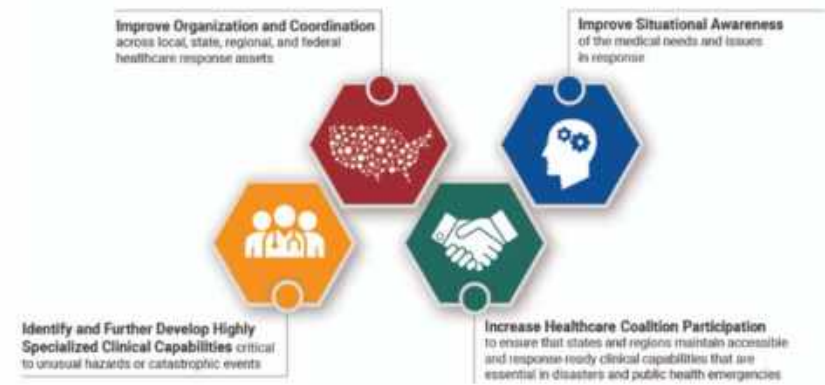 Improve Organization and Coordination
across local, state, regional, and federal
healthcare response assets
Improve Situational Awareness
of the medical needs and issues
in response
Identify and Further Develop Highly
Specialized Clinical Capabilities critical
to unusual hazards or catastrophic events
Increase Healthcare Coalition Participation
to ensure that states and regions maintain accessible
and response-ready clinical capabilities that are
essential in disasters and public health emergencies